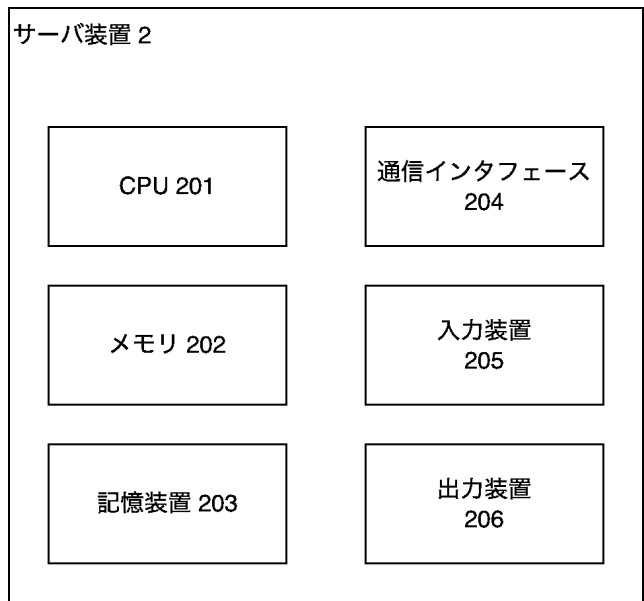 サーバ装置 2
CPU 201
通信インタフェース
204
メモリ 202
入力装置
205
記憶装置 203
出力装置
206